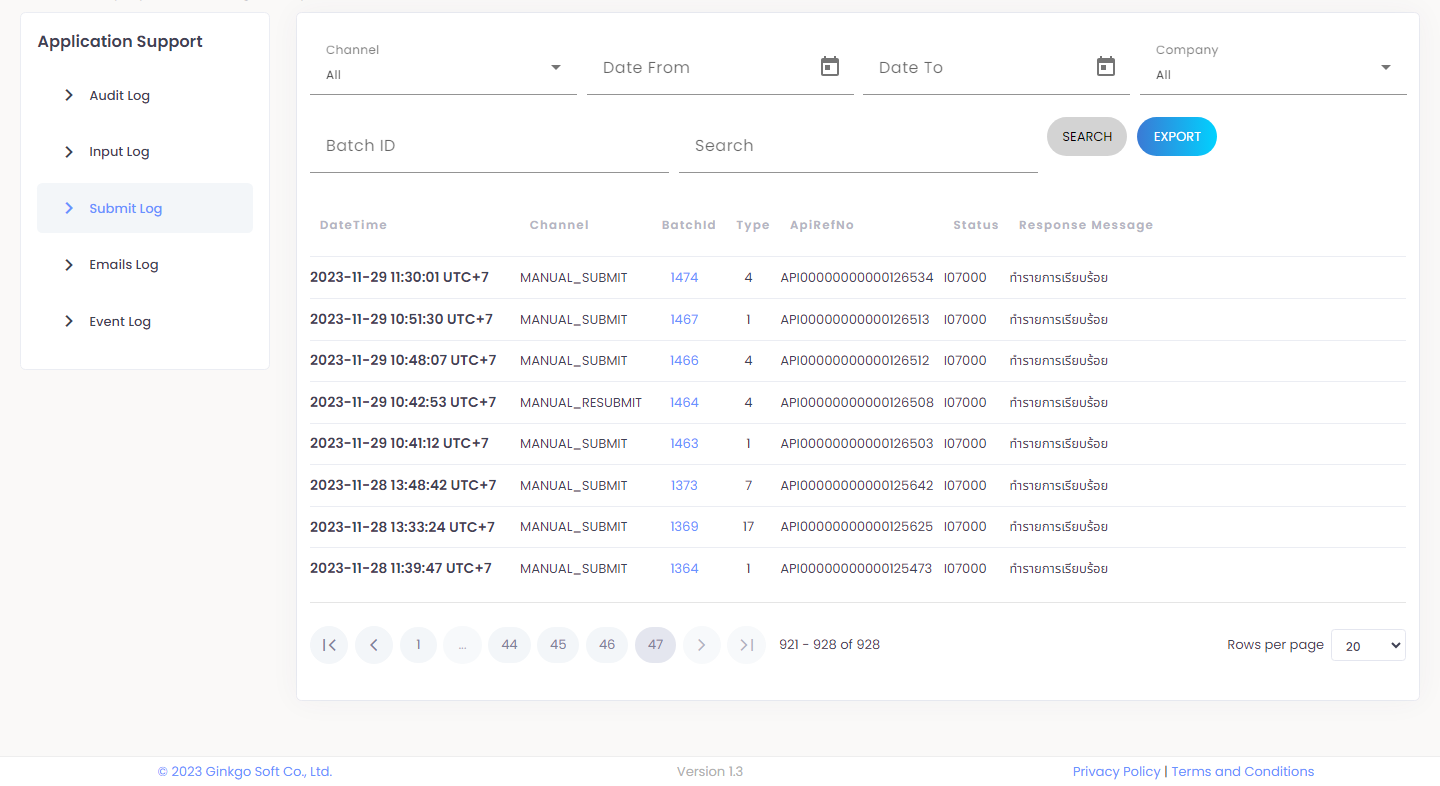 Application Support
Audit Log
Input Log
Submit Log
Emails Log
Event Log
Channel
All
Date From
Date To
Company
All
Batch ID
Search
SEARCH
EXPORT
DateTime Channel BatchId Type ApiRefNo Status Response Message
2023-11-29 11:30:01 UTC+7 MANUAL_SUBMIT 1474 4 API00000000000126534 I07000 ทำรายการเรียบร้อย
2023-11-29 10:51:30 UTC+7 MANUAL_SUBMIT 1467 1 API00000000000126513 I07000 ทำรายการเรียบร้อย
2023-11-29 10:48:07 UTC+7 MANUAL_SUBMIT 1466 4 API00000000000126512 I07000 ทำรายการเรียบร้อย
2023-11-29 10:42:53 UTC+7 MANUAL_RESUBMIT 1464 4 API00000000000126508 I07000 ทำรายการเรียบร้อย
2023-11-29 10:41:12 UTC+7 MANUAL_SUBMIT 1463 1 API00000000000126503 I07000 ทำรายการเรียบร้อย
2023-11-28 13:48:42 UTC+7 MANUAL_SUBMIT 1373 7 API00000000000125642 I07000 ทำรายการเรียบร้อย
2023-11-28 13:33:24 UTC+7 MANUAL_SUBMIT 1369 17 API00000000000125625 I07000 ทำรายการเรียบร้อย
2023-11-28 11:39:47 UTC+7 MANUAL_SUBMIT 1364 1 API00000000000125473 I07000 ทำรายการเรียบร้อย
1 ... 44 45 46 47 921 - 928 of 928 Rows per page 20
© 2023 Ginkgo Soft Co., Ltd. Version 1.3 Privacy Policy | Terms and Conditions